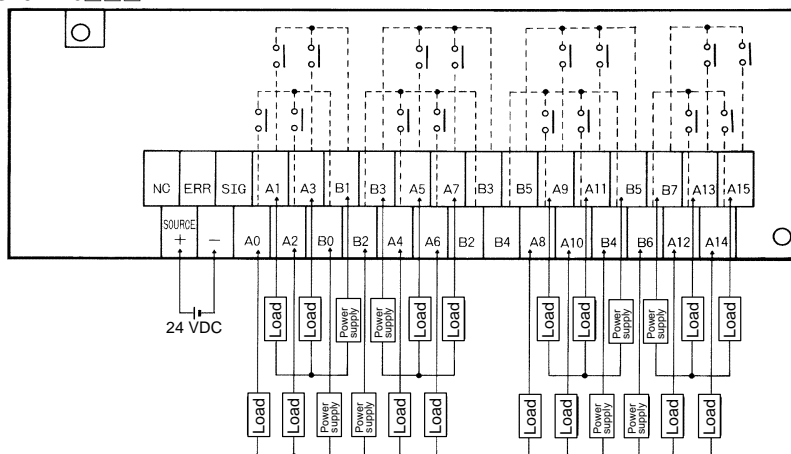 NC ERR SIG A1 A3 B1 B3 A5 A7 B3 B5 A9 A11 B5 B7 A13 A15
SOURCE
+ − A0 A2 B0 B2 A4 A6 B2 B4 A8 A10 B4 B6 A12 A14
24 VDC
Load Load Power supply Power supply Load Load Load Load Power supply Power supply Load Load
Load Load Power supply Power supply Load Load Load Load Power supply Power supply Load Load